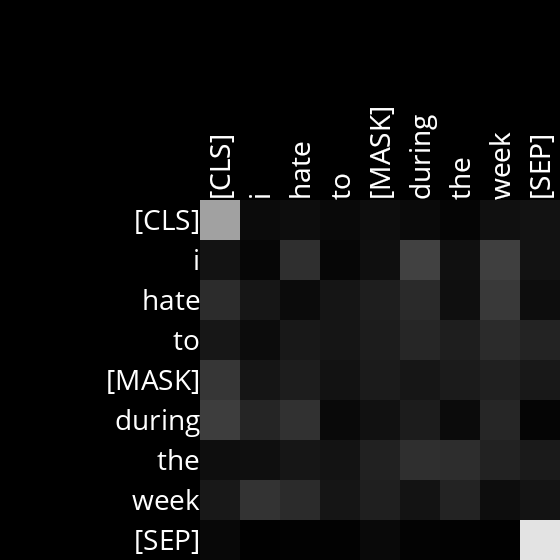 [CLS] i hate to [MASK] during the week [SEP]
[CLS]
i
hate
to
[MASK]
during
the
week
[SEP]